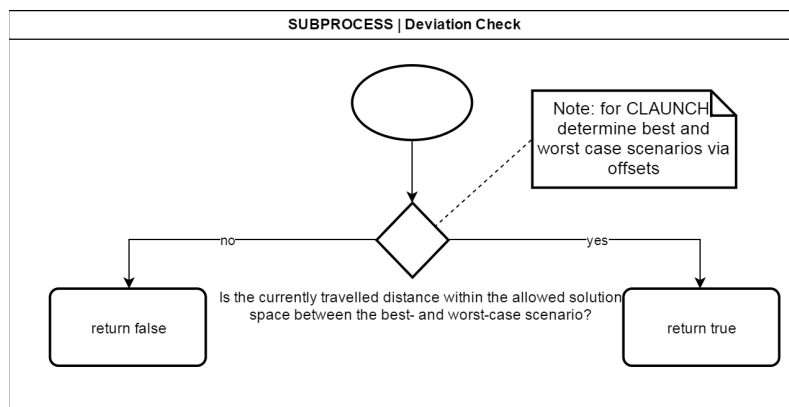 SUBPROCESS | Deviation Check
Note: for CLAUNCH
determine best and
worst case scenarios via
offsets
no
yes
return false
Is the currently travelled distance within the allowed solution
space between the best- and worst-case scenario?
return true